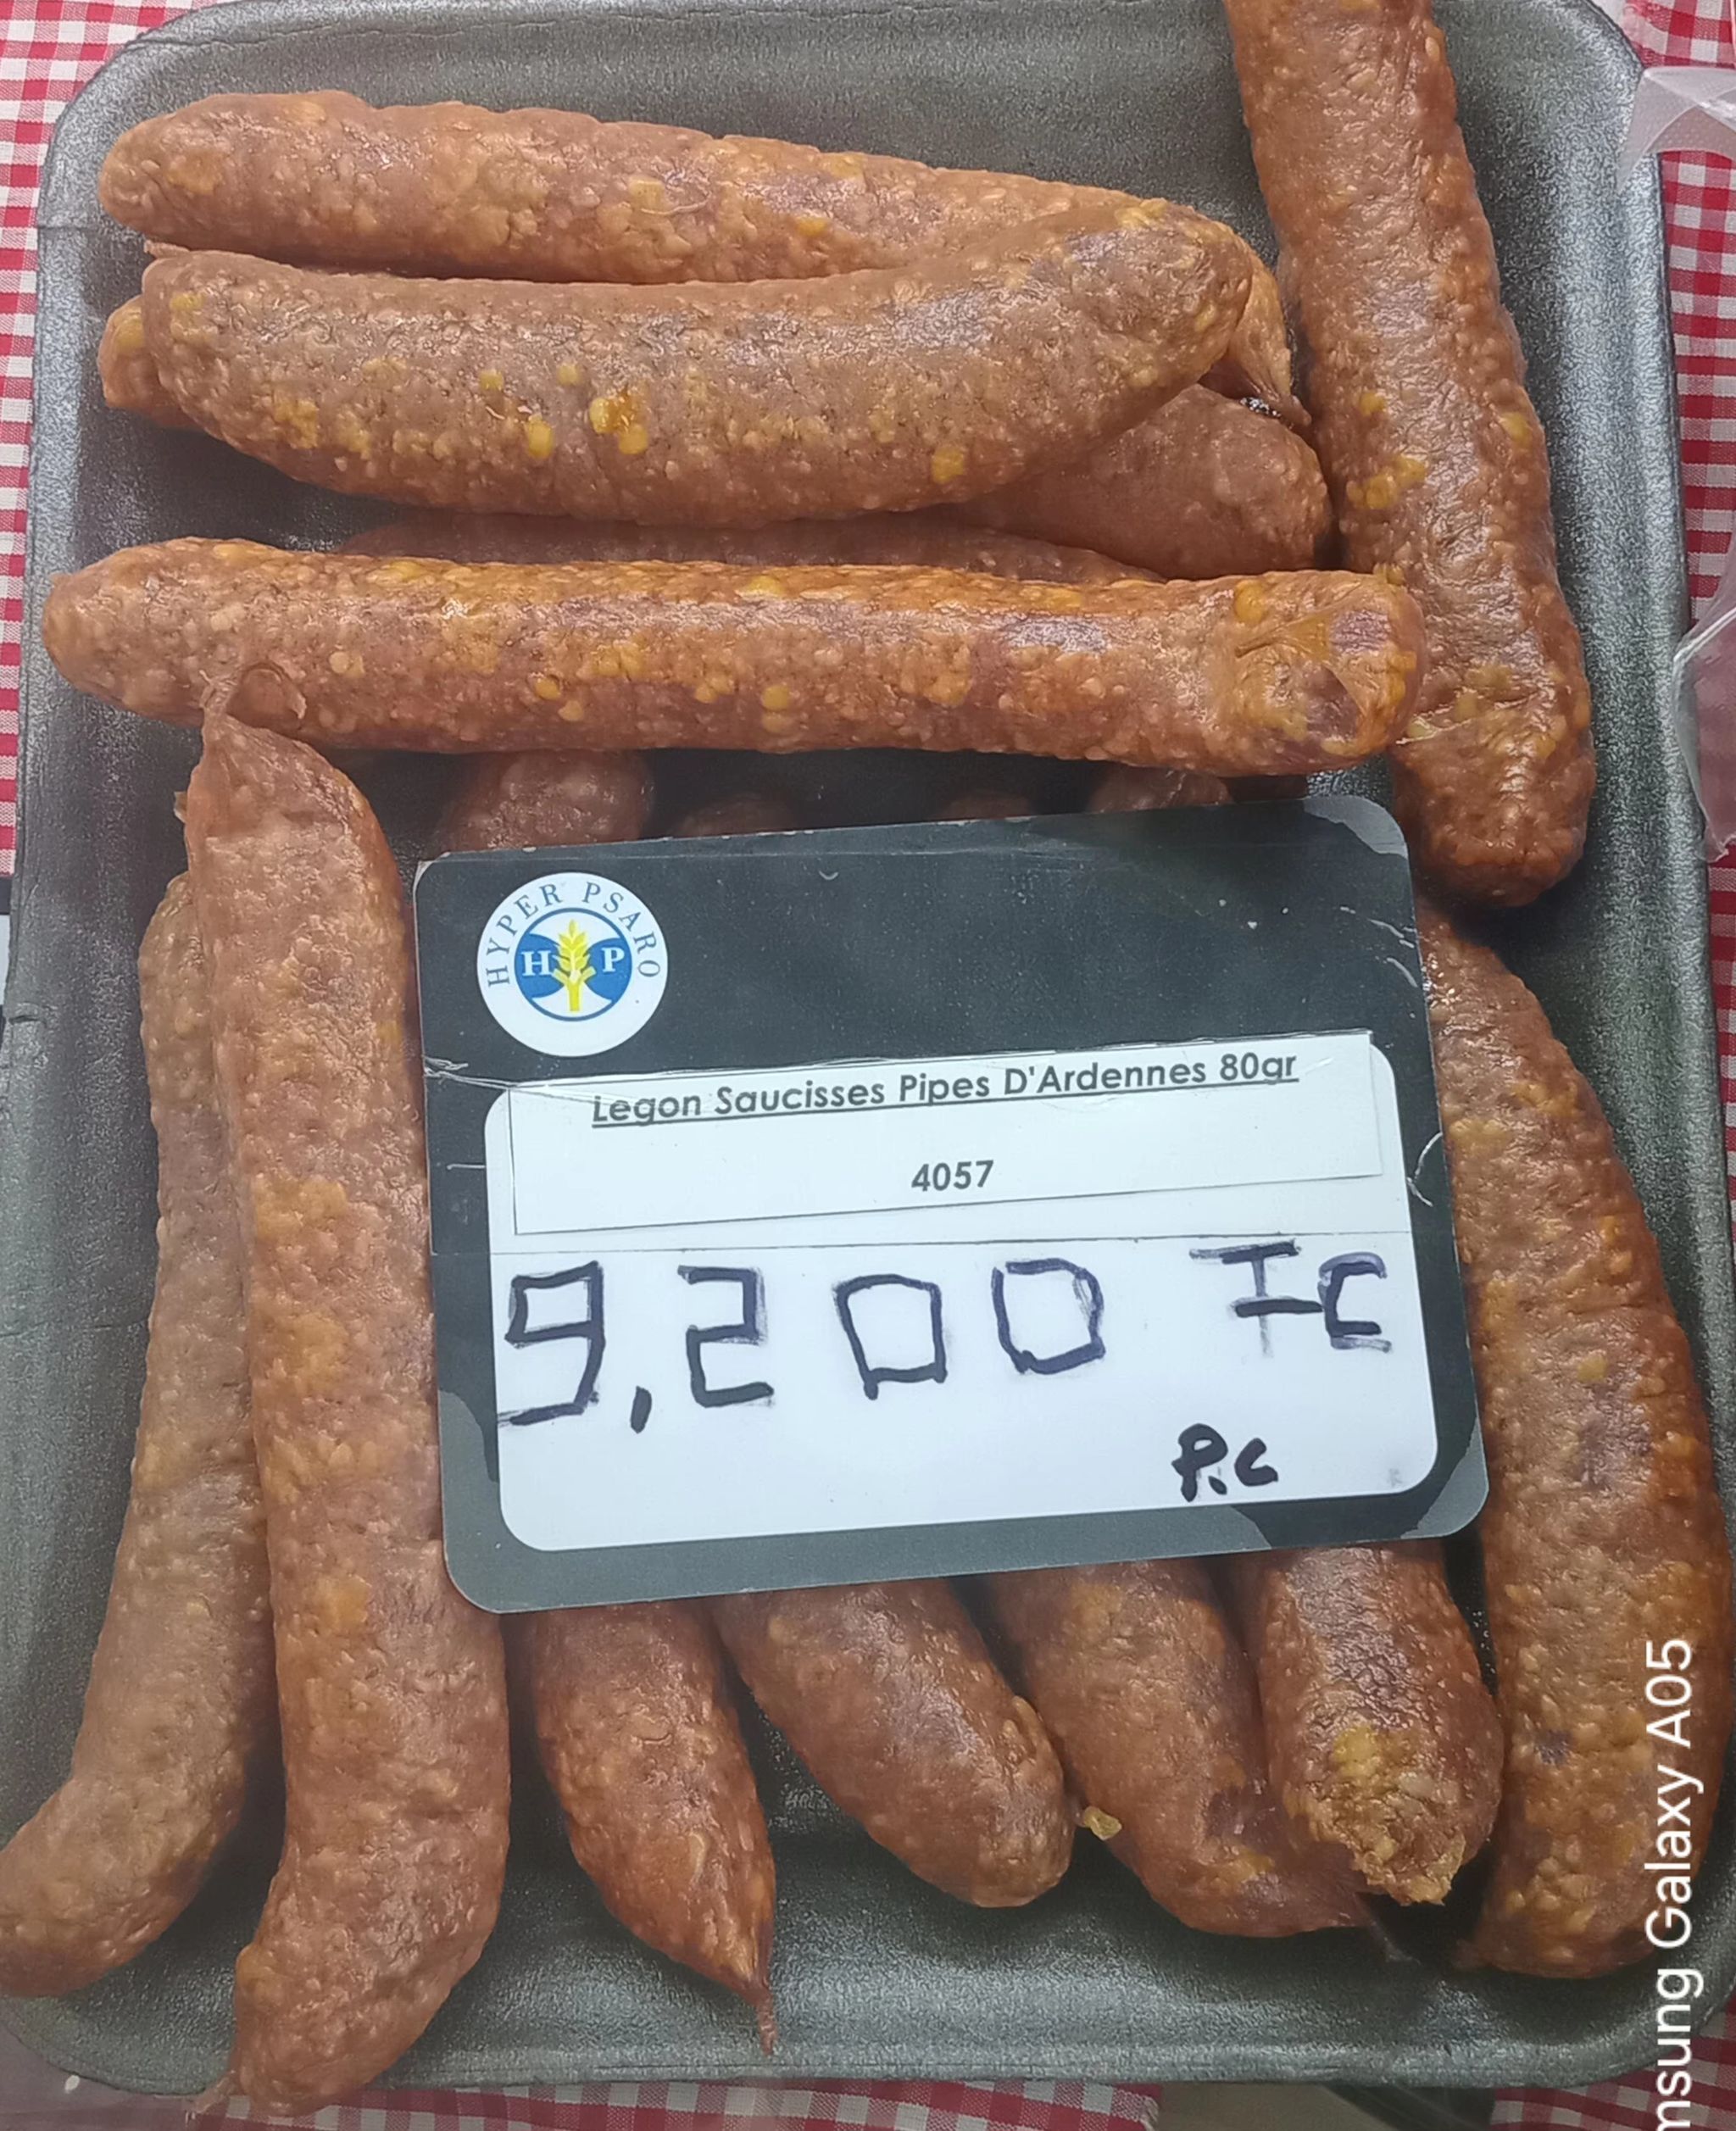 HYPER PSARO
H P
Legon Saucisses Pipes D'Ardennes 80gr
4057
9,200 FC
P.C
msung Galaxy A05